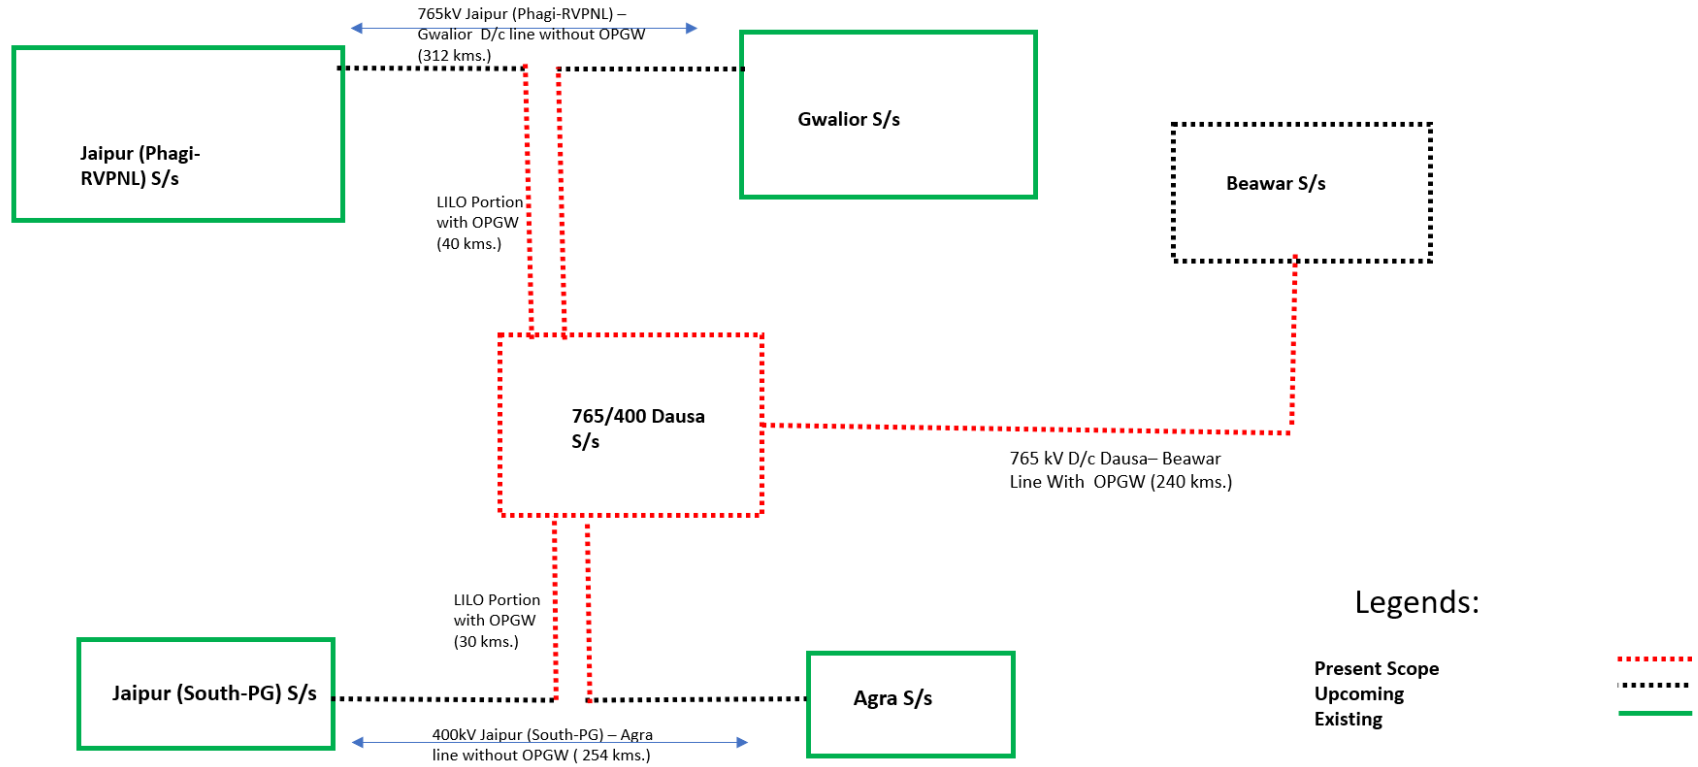 765kV Jaipur (Phagi-RVPNL) –
Gwalior D/c line without OPGW
(312 kms.)
Jaipur (Phagi-
RVPNL) S/s
Gwalior S/s
Beawar S/s
LILO Portion
with OPGW
(40 kms.)
765/400 Dausa
S/s
765 kV D/c Dausa– Beawar
Line With OPGW (240 kms.)
LILO Portion
with OPGW
(30 kms.)
Jaipur (South-PG) S/s
Agra S/s
400kV Jaipur (South-PG) – Agra
line without OPGW ( 254 kms.)
Legends:
Present Scope
Upcoming
Existing